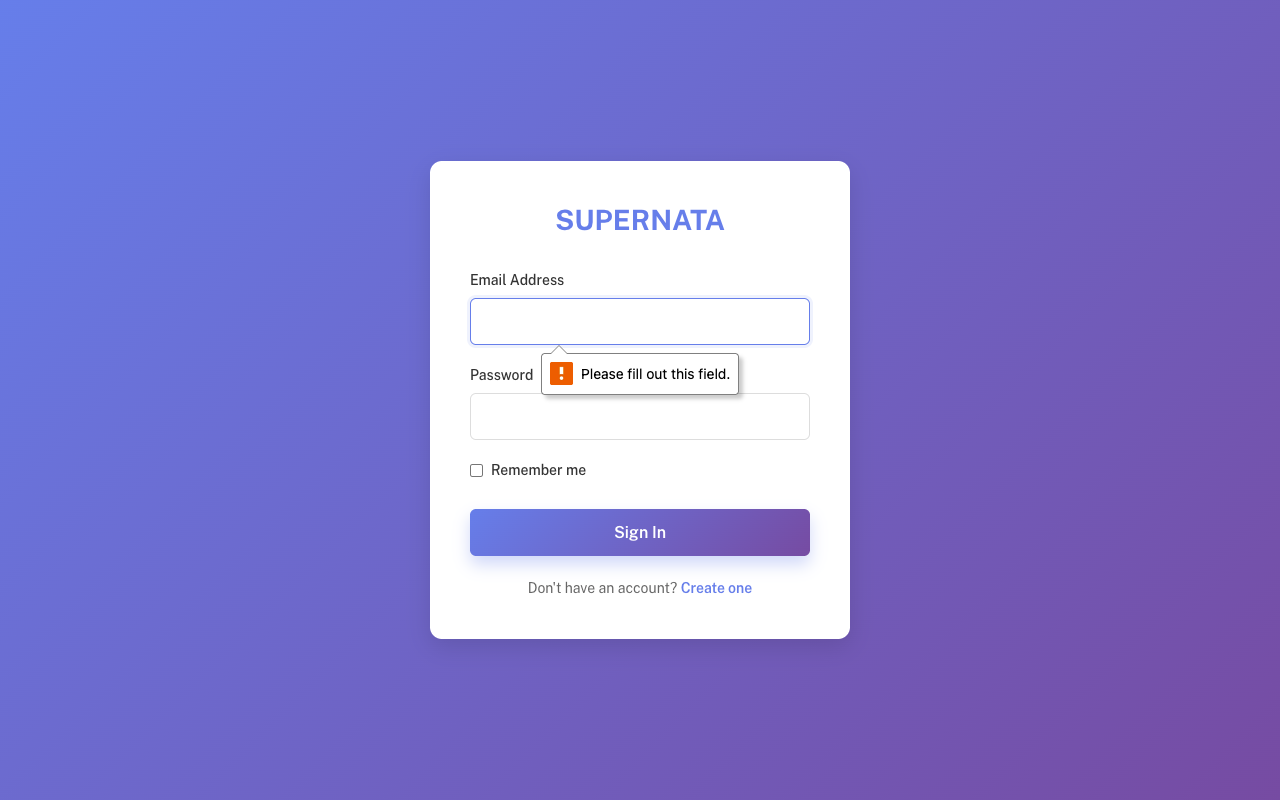 SUPERNATA
Email Address
Please fill out this field.
Password
Remember me
Sign In
Don't have an account? Create one